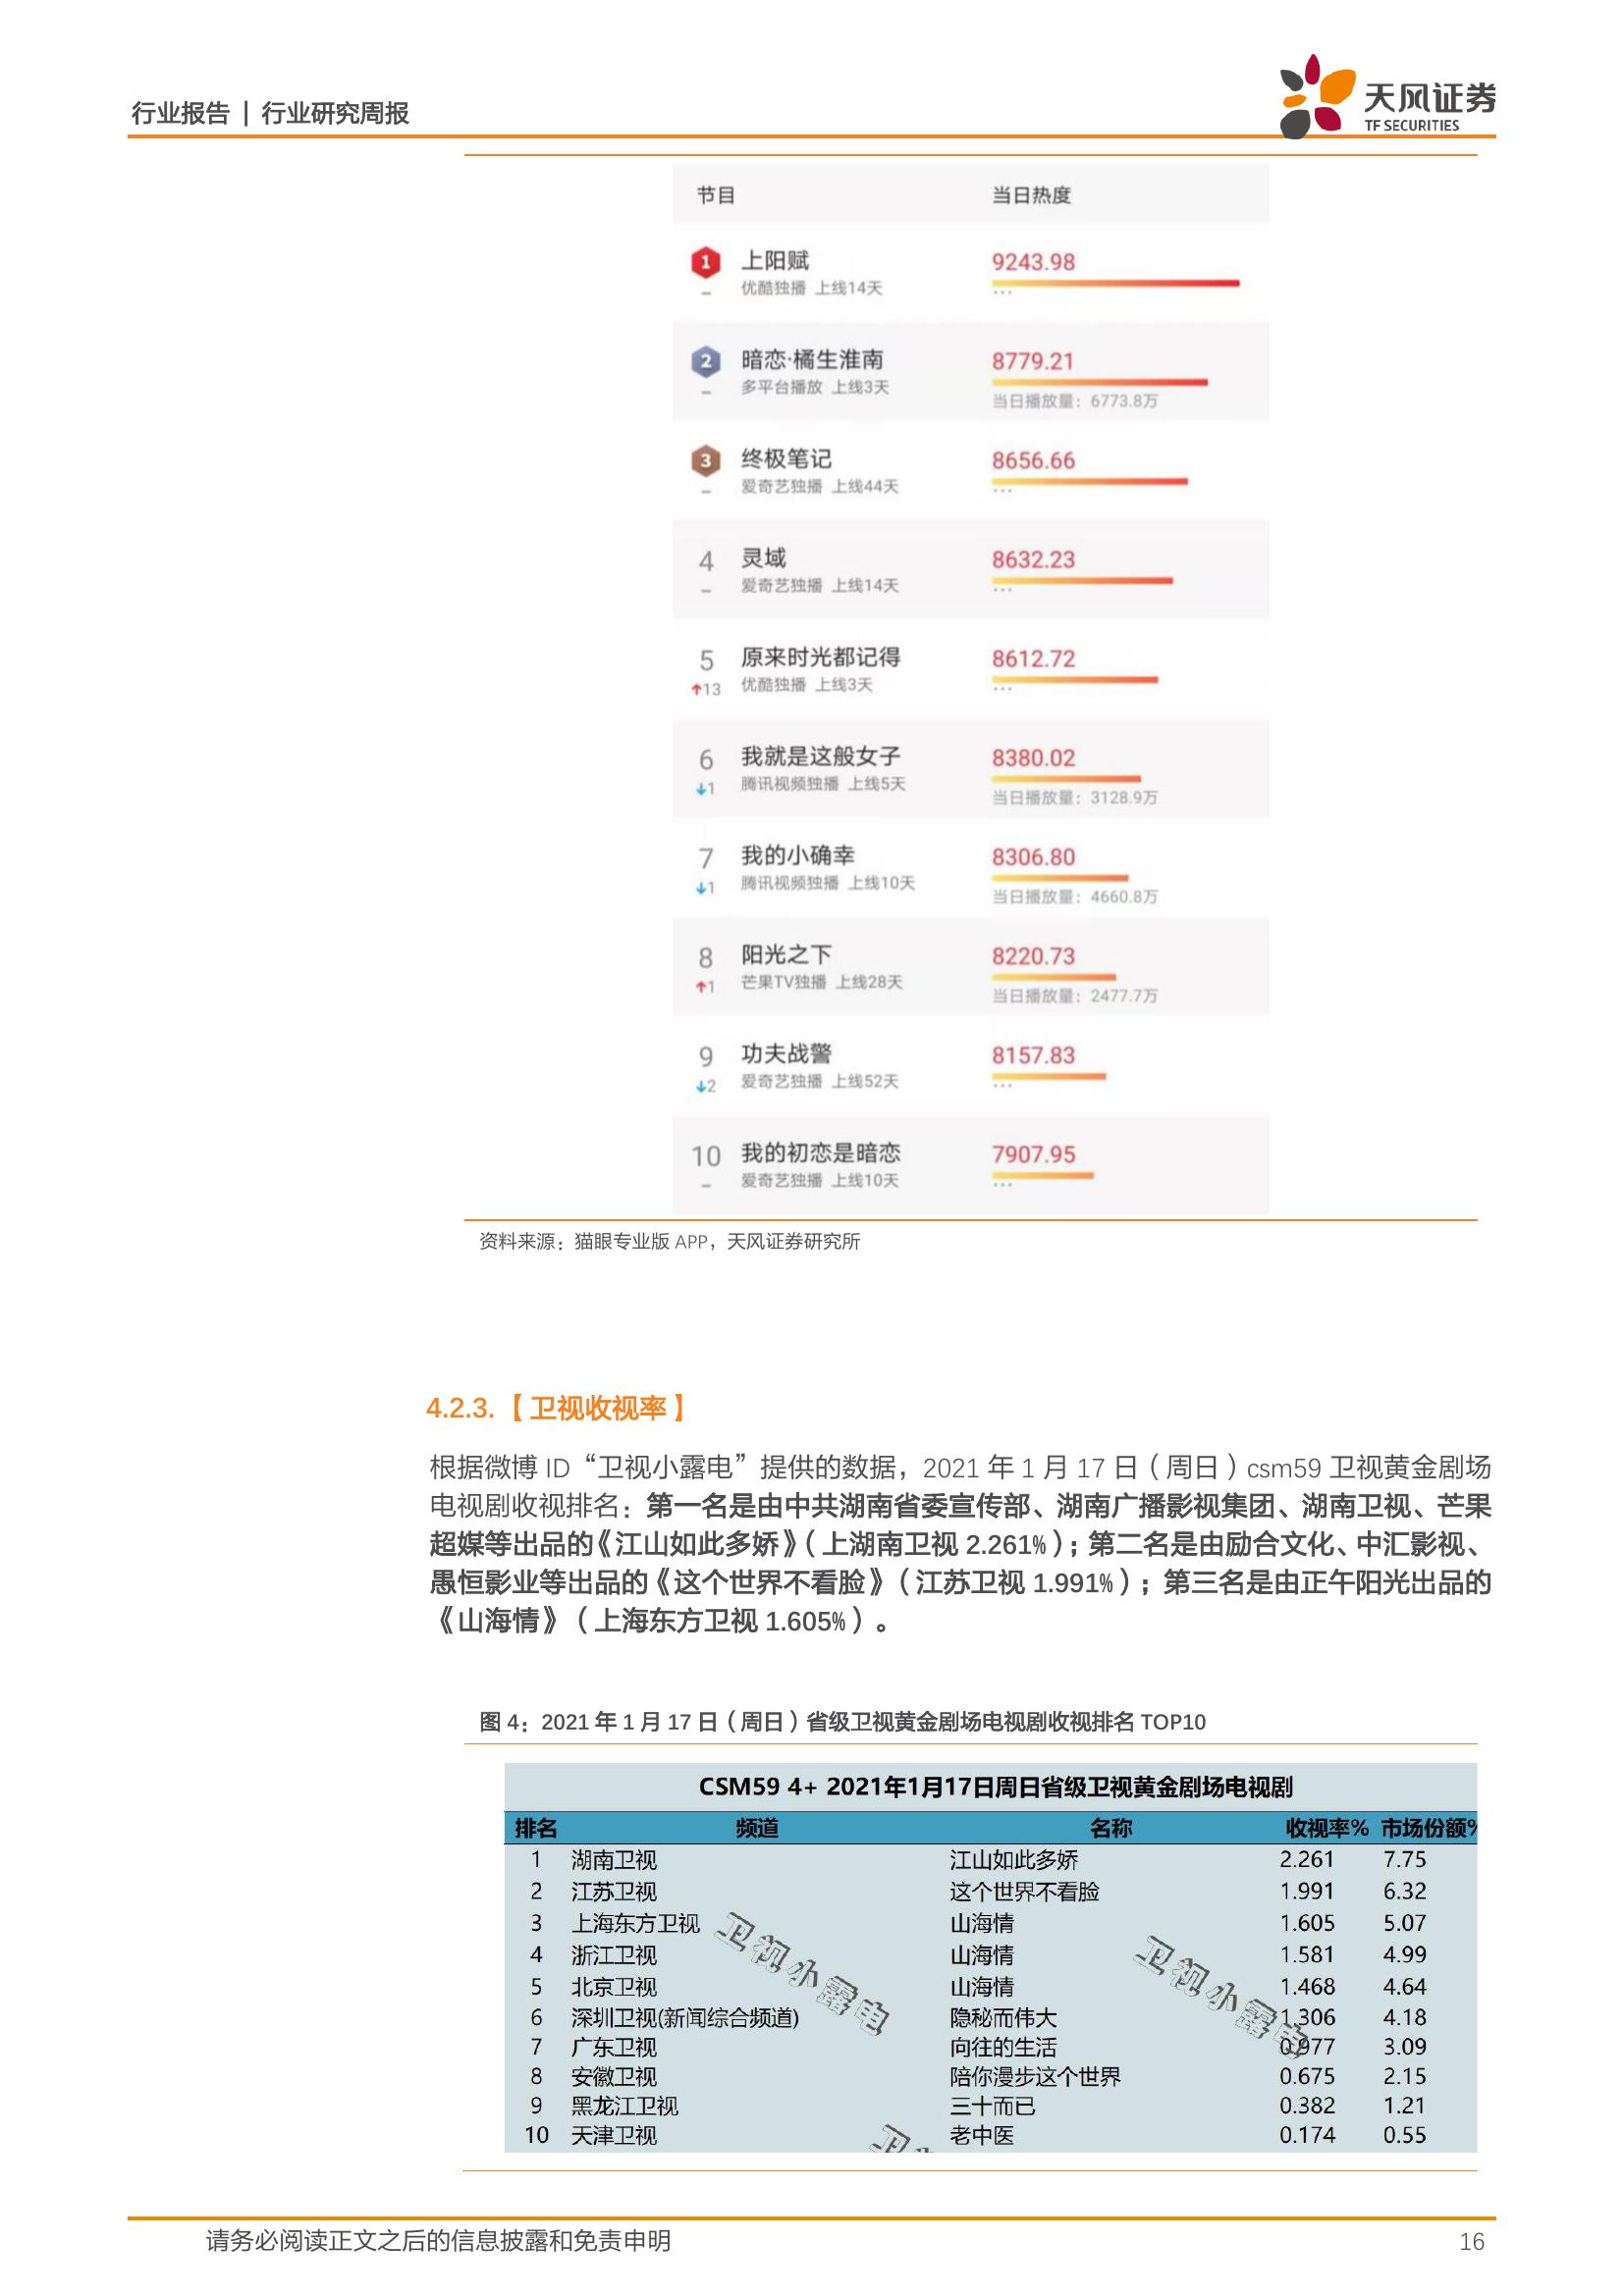 行业报告 | 行业研究周报
天风证券
TF SECURITIES
节目 当日热度
1 上阳赋 9243.98
– 优酷独播 上线14天 ...
2 暗恋·橘生淮南 8779.21
– 多平台播放 上线3天 当日播放量：6773.8万
3 终极笔记 8656.66
– 爱奇艺独播 上线44天 ...
4 灵域 8632.23
– 爱奇艺独播 上线14天 ...
5 原来时光都记得 8612.72
↑13 优酷独播 上线3天 ...
6 我就是这般女子 8380.02
↓1 腾讯视频独播 上线5天 当日播放量：3128.9万
7 我的小确幸 8306.80
↓1 腾讯视频独播 上线10天 当日播放量：4660.8万
8 阳光之下 8220.73
↑1 芒果TV独播 上线28天 当日播放量：2477.7万
9 功夫战警 8157.83
↓2 爱奇艺独播 上线52天 ...
10 我的初恋是暗恋 7907.95
– 爱奇艺独播 上线10天 ...
资料来源：猫眼专业版 APP，天风证券研究所
4.2.3.【卫视收视率】
根据微博 ID“卫视小露电”提供的数据，2021 年 1 月 17 日（周日）csm59 卫视黄金剧场
电视剧收视排名：第一名是由中共湖南省委宣传部、湖南广播影视集团、湖南卫视、芒果
超媒等出品的《江山如此多娇》（上湖南卫视 2.261%）；第二名是由励合文化、中汇影视、
愚恒影业等出品的《这个世界不看脸》（江苏卫视 1.991%）；第三名是由正午阳光出品的
《山海情》（上海东方卫视 1.605%）。
图 4：2021 年 1 月 17 日（周日）省级卫视黄金剧场电视剧收视排名 TOP10
CSM59 4+ 2021年1月17日周日省级卫视黄金剧场电视剧
排名 频道 名称 收视率% 市场份额%
1 湖南卫视 江山如此多娇 2.261 7.75
2 江苏卫视 这个世界不看脸 1.991 6.32
3 上海东方卫视 山海情 1.605 5.07
4 浙江卫视 山海情 1.581 4.99
5 北京卫视 山海情 1.468 4.64
6 深圳卫视(新闻综合频道) 隐秘而伟大 1.306 4.18
7 广东卫视 向往的生活 0.977 3.09
8 安徽卫视 陪你漫步这个世界 0.675 2.15
9 黑龙江卫视 三十而已 0.382 1.21
10 天津卫视 老中医 0.174 0.55
卫视小露电
卫视小露电
请务必阅读正文之后的信息披露和免责申明 16